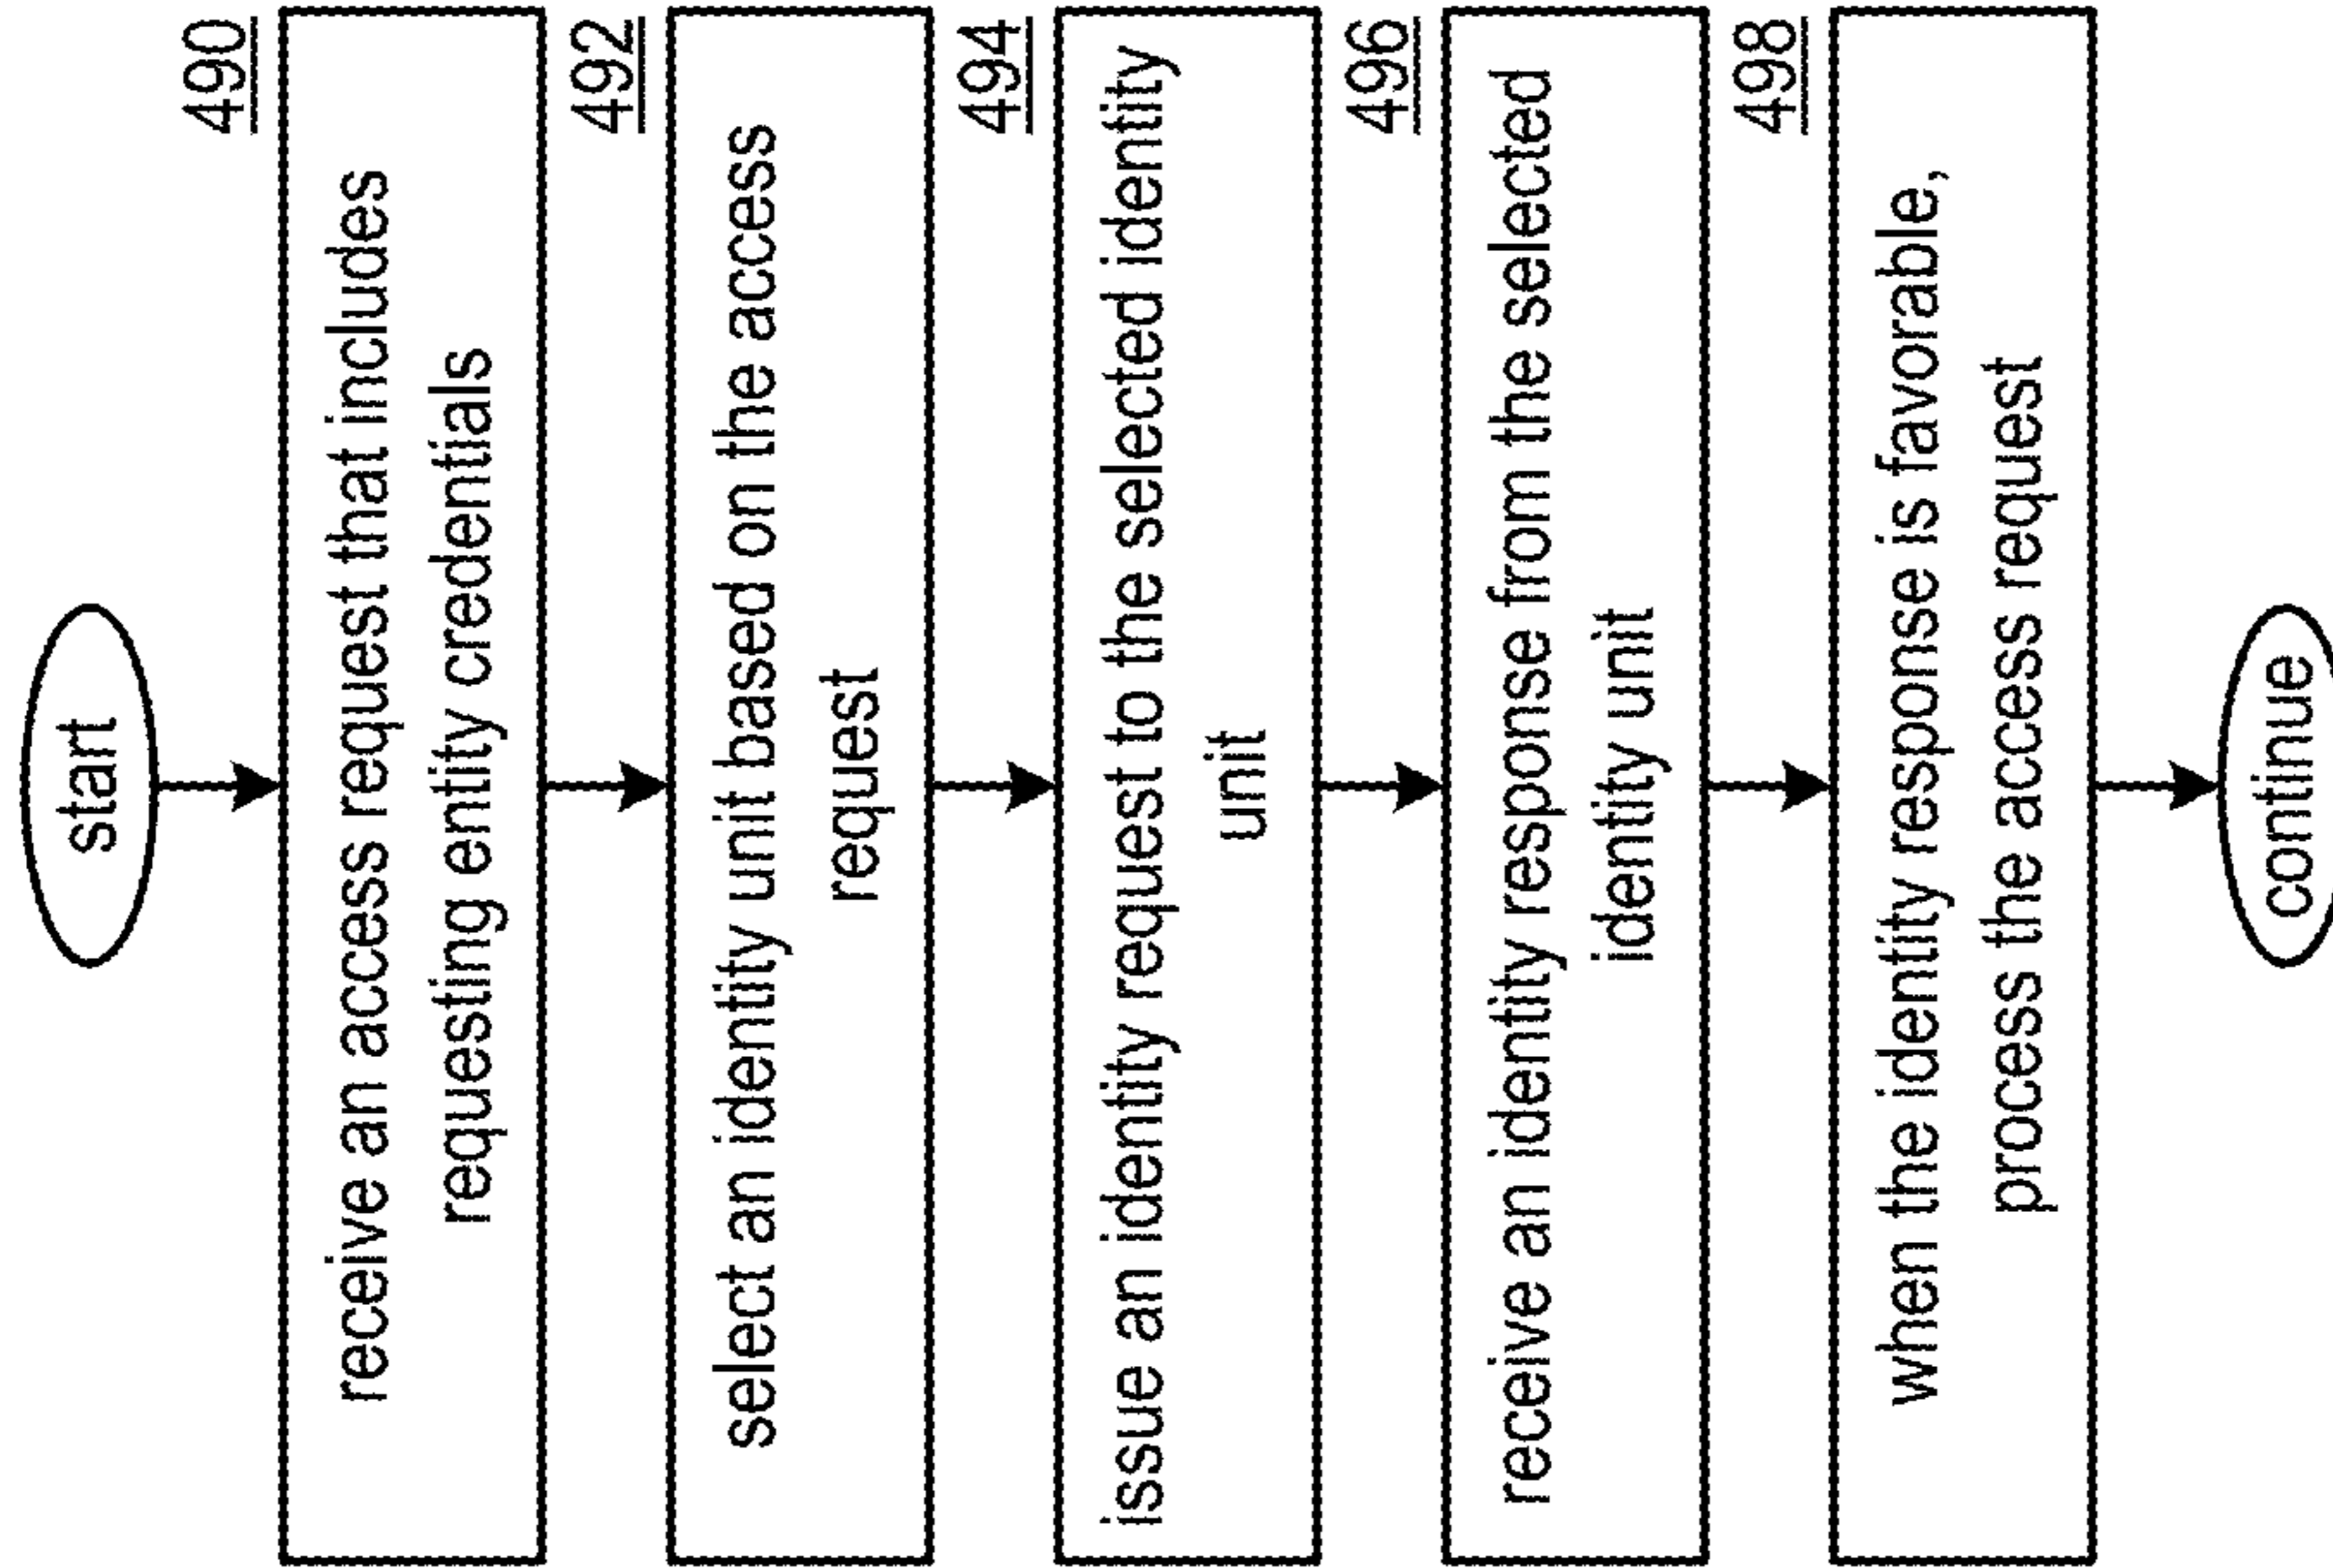 start
490
receive an access request that includes
requesting entity credentials
492
select an identity unit based on the access
request
494
issue an identity request to the selected identity
unit
496
receive an identity response from the selected
identity unit
498
when the identity response is favorable,
process the access request
continue